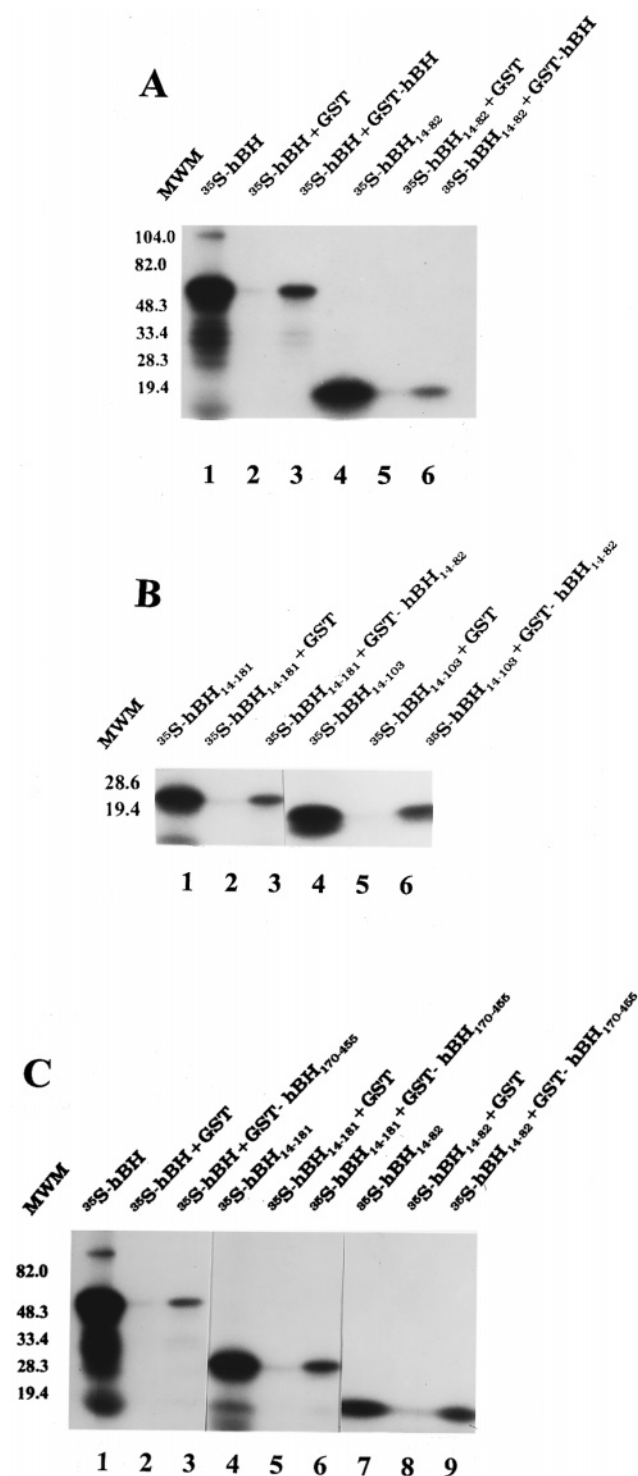 A
MWM
³⁵S-hBH
³⁵S-hBH + GST
³⁵S-hBH + GST-hBH
³⁵S-hBH₁₄₋₈₂
³⁵S-hBH₁₄₋₈₂ + GST
³⁵S-hBH₁₄₋₈₂ + GST-hBH
104.0
82.0
48.3
33.4
28.3
19.4
1 2 3 4 5 6
B
MWM
³⁵S-hBH₁₄₋₁₈₁
³⁵S-hBH₁₄₋₁₈₁ + GST
³⁵S-hBH₁₄₋₁₈₁ + GST- hBH₁₄₋₈₂
³⁵S-hBH₁₄₋₁₀₃
³⁵S-hBH₁₄₋₁₀₃ + GST
³⁵S-hBH₁₄₋₁₀₃ + GST- hBH₁₄₋₈₂
28.6
19.4
1 2 3 4 5 6
C
MWM
³⁵S-hBH
³⁵S-hBH + GST
³⁵S-hBH + GST- hBH₁₇₀₋₄₅₅
³⁵S-hBH₁₄₋₁₈₁
³⁵S-hBH₁₄₋₁₈₁ + GST
³⁵S-hBH₁₄₋₁₈₁ + GST- hBH₁₇₀₋₄₅₅
³⁵S-hBH₁₄₋₈₂
³⁵S-hBH₁₄₋₈₂ + GST
³⁵S-hBH₁₄₋₈₂ + GST- hBH₁₇₀₋₄₅₅
82.0
48.3
33.4
28.3
19.4
1 2 3 4 5 6 7 8 9